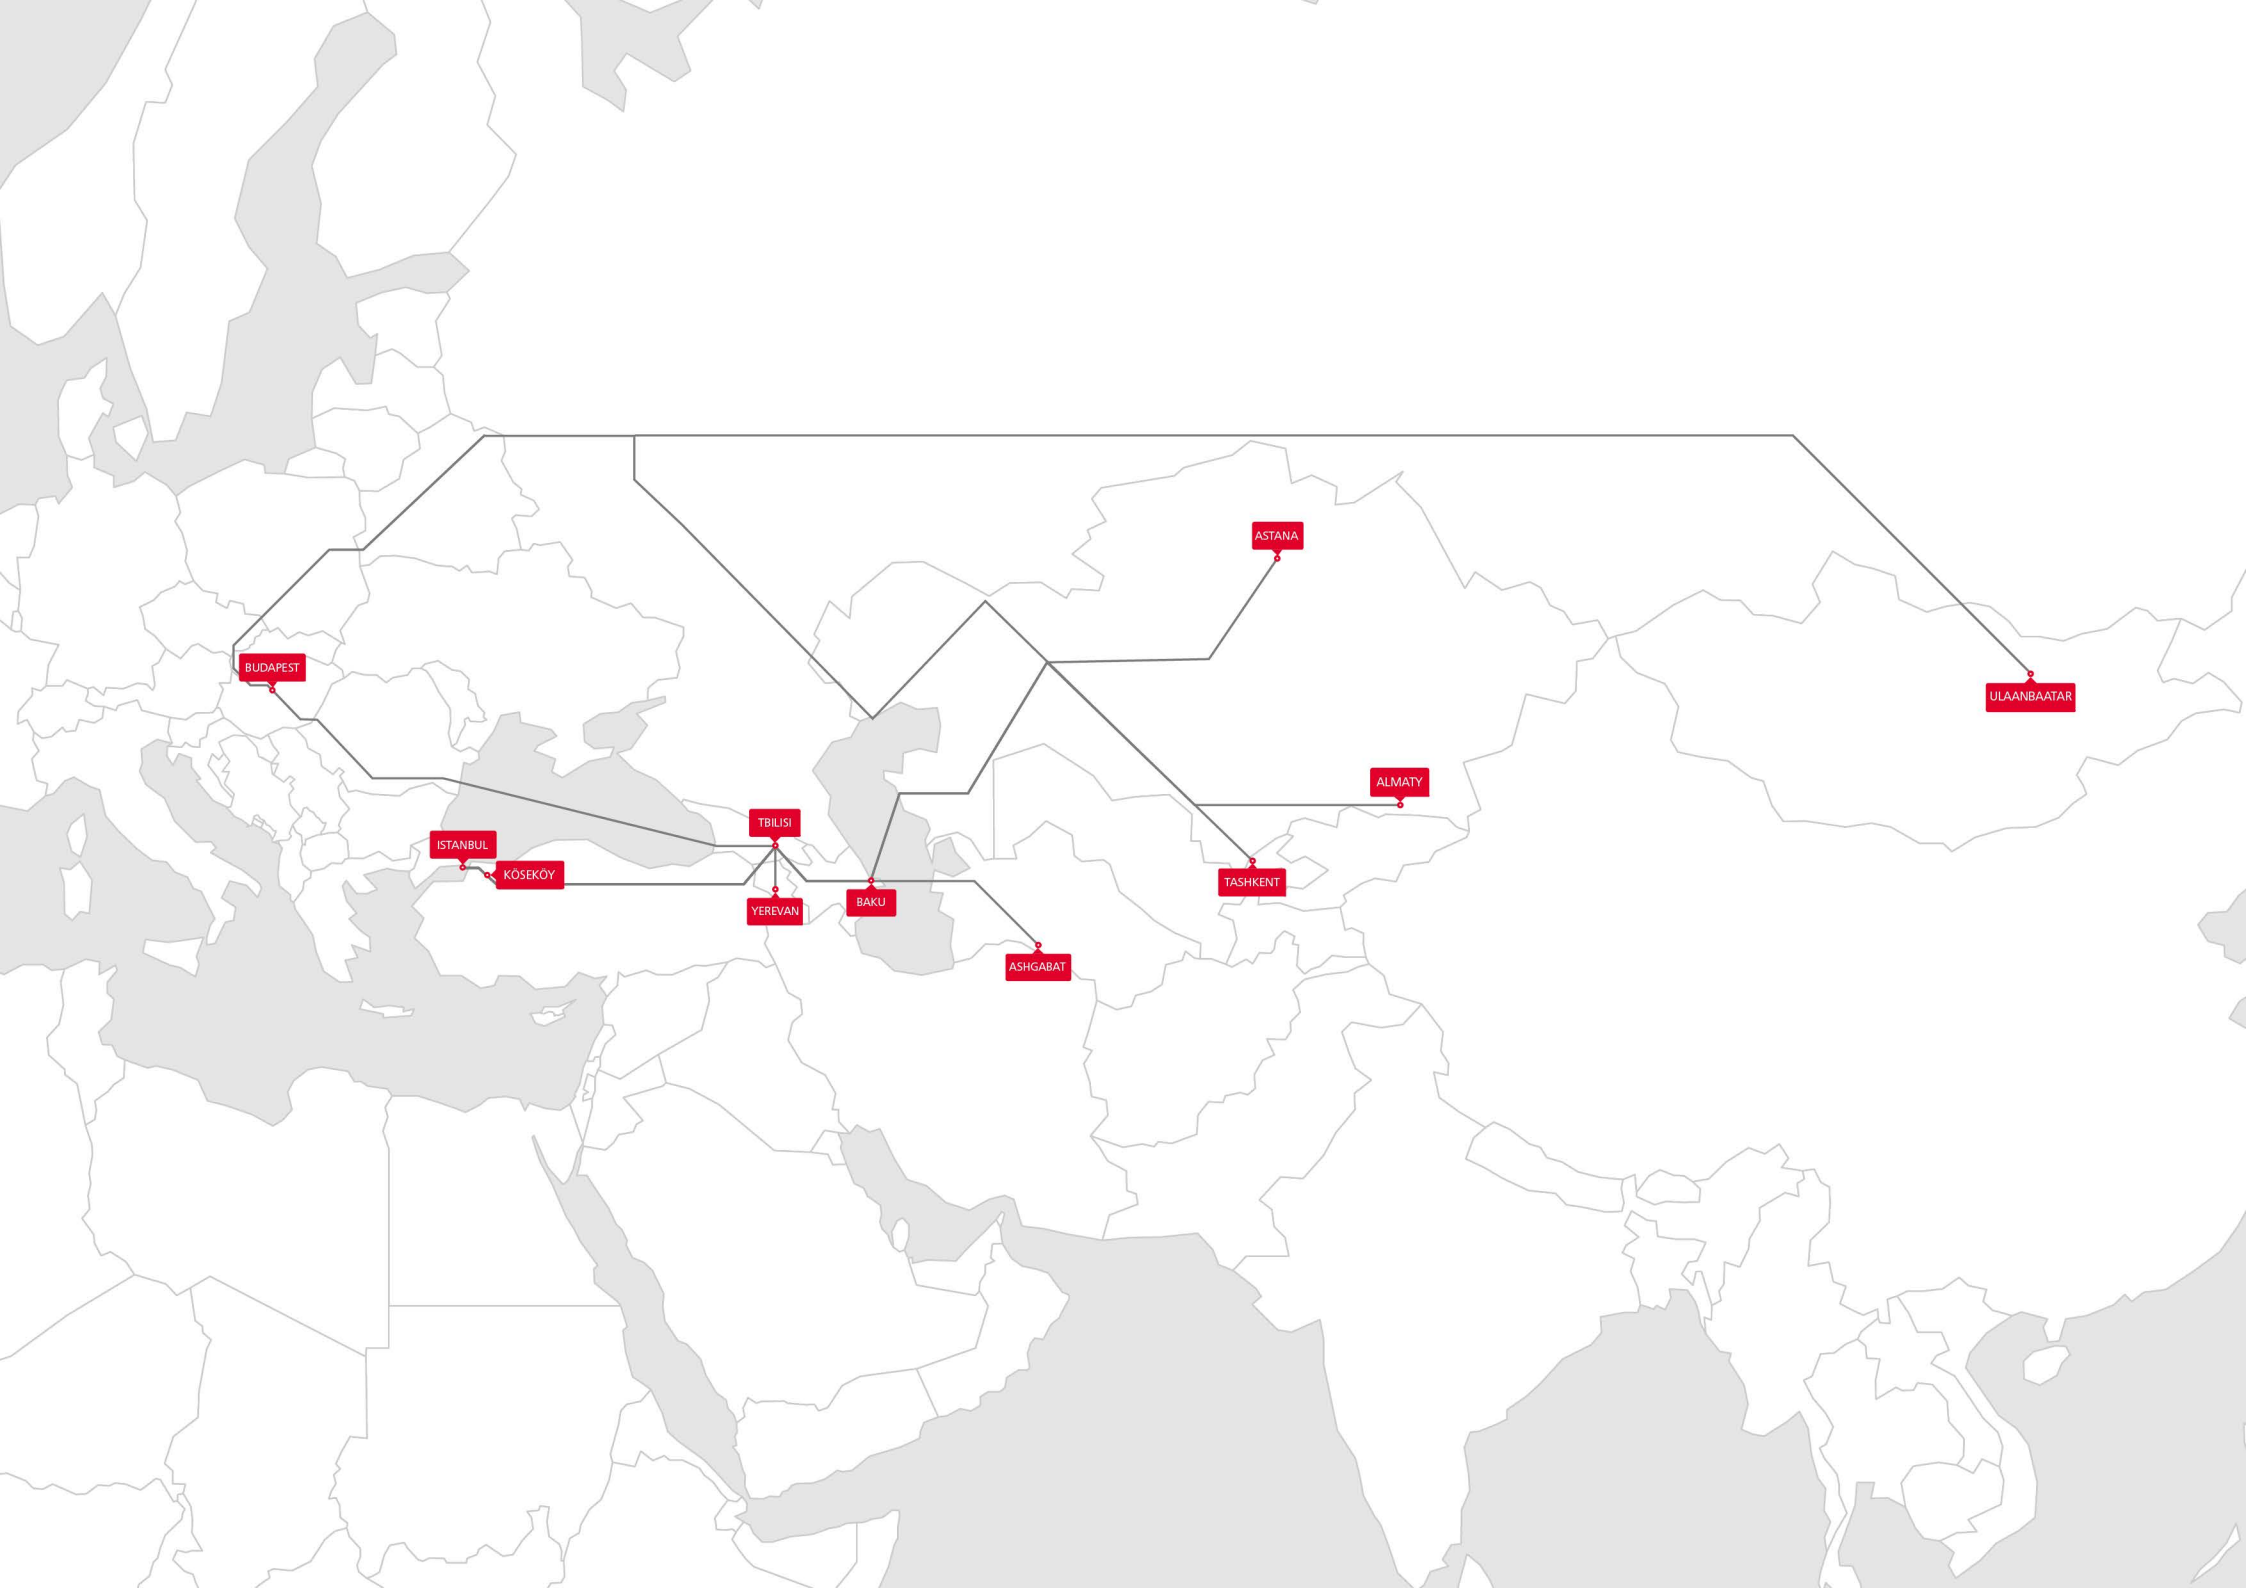 ASTANA
BUDAPEST
ULAANBAATAR
ALMATY
TBILISI
ISTANBUL
KÖSEKÖY
TASHKENT
BAKU
YEREVAN
ASHGABAT